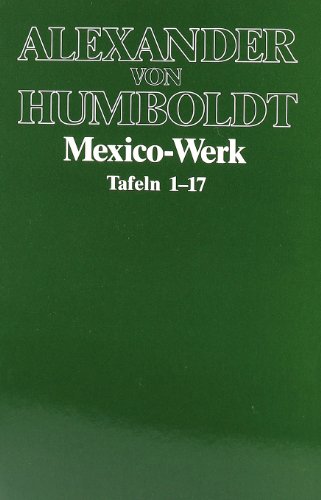 ALEXANDER
VON
HUMBOLDT
Mexico-Werk
Tafeln 1–17